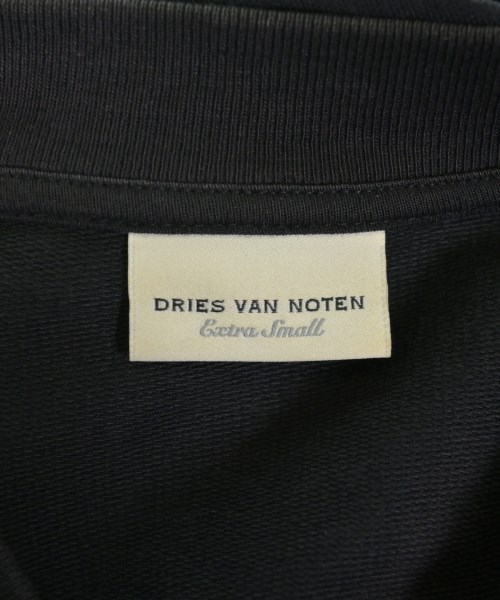 DRIES VAN NOTEN
Extra Small